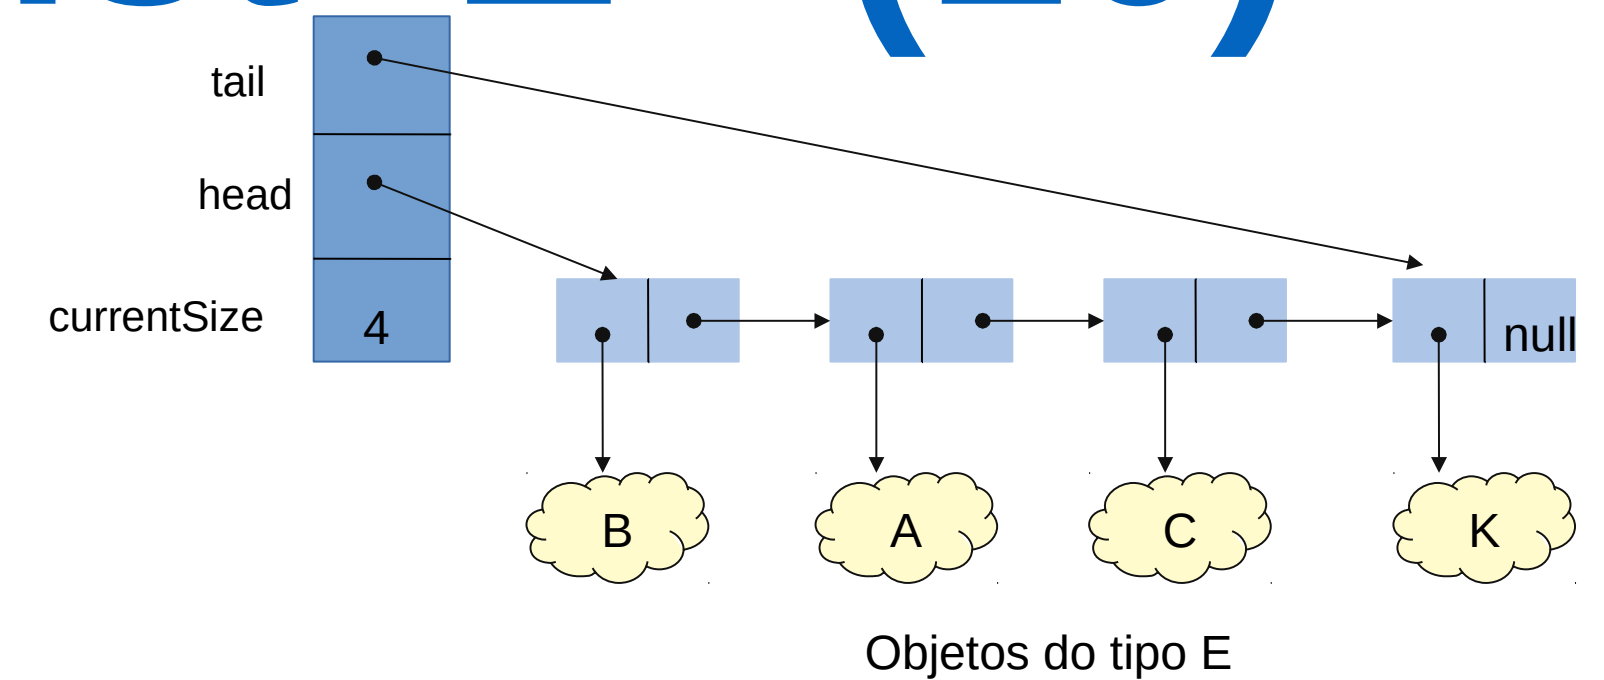 tail
head
currentSize
4
null
B
A
C
K
Objetos do tipo E